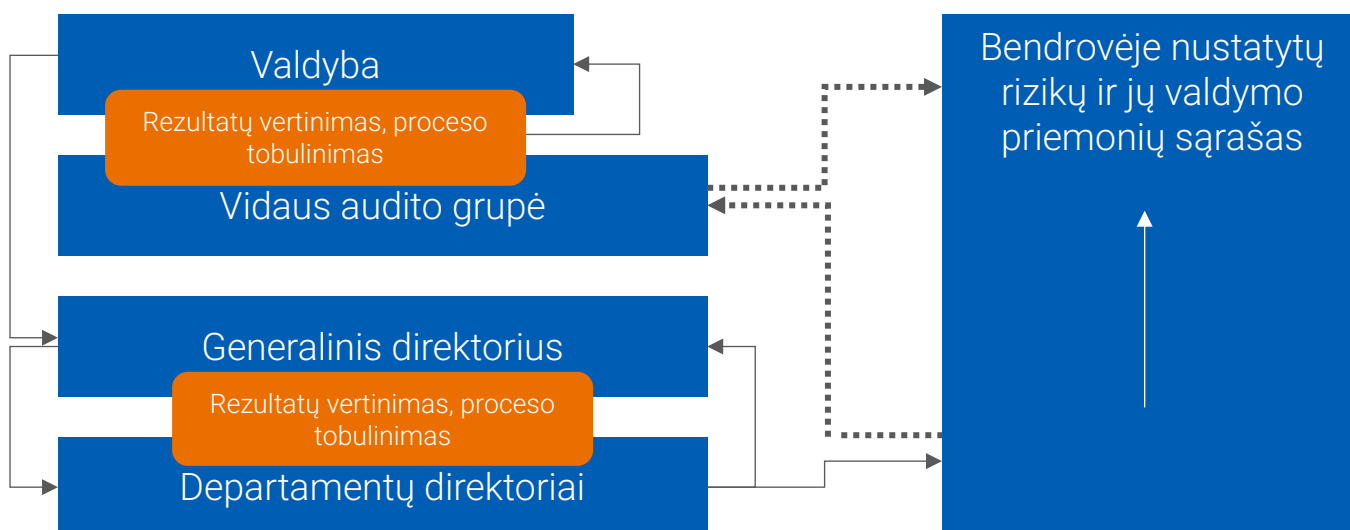 Valdyba
Rezultatų vertinimas, proceso
tobulinimas
Vidaus audito grupė
Generalinis direktorius
Rezultatų vertinimas, proceso
tobulinimas
Departamentų direktoriai
Bendrovėje nustatytų
rizikų ir jų valdymo
priemonių sąrašas